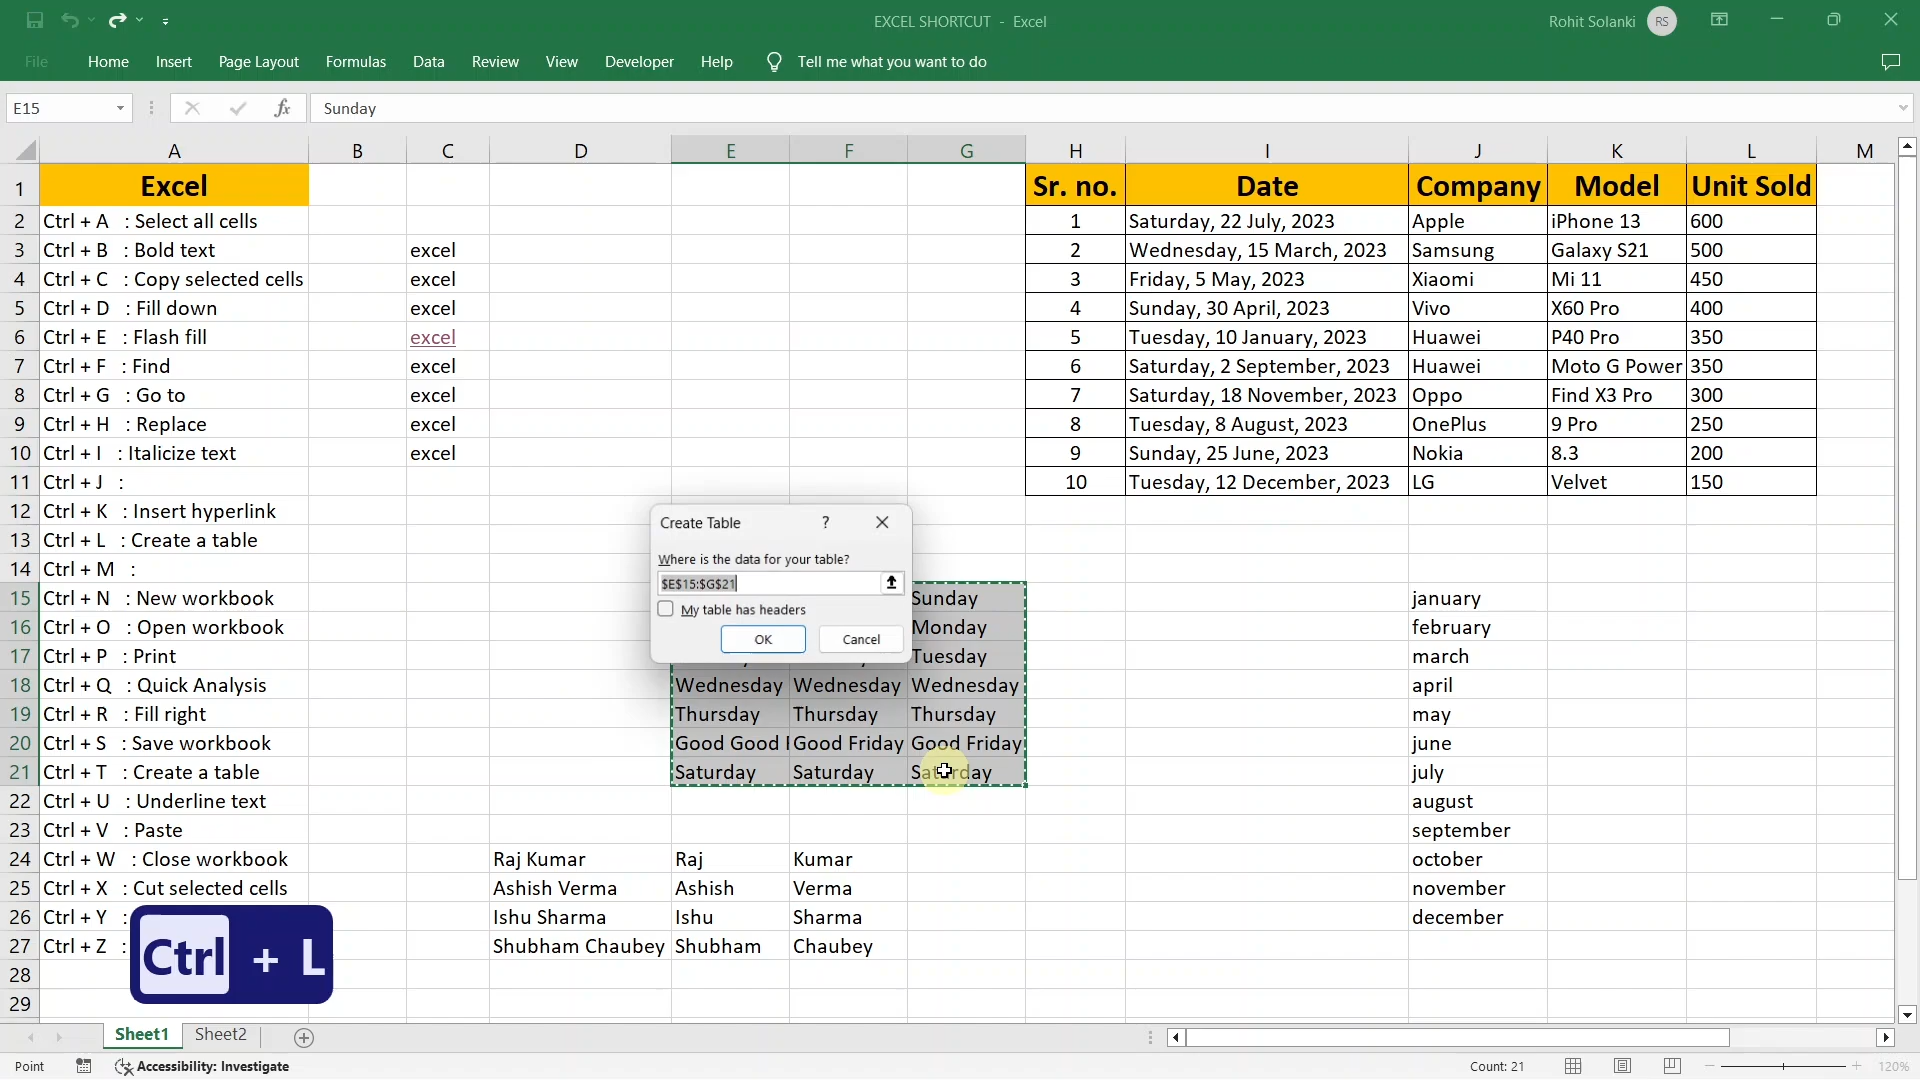 EXCEL SHORTCUT - Excel
Rohit Solanki RS
File Home Insert Page Layout Formulas Data Review View Developer Help Tell me what you want to do
E15 fx Sunday
A B C D E F G H I J K L M
1 Excel Sr. no. Date Company Model Unit Sold
2 Ctrl + A : Select all cells 1 Saturday, 22 July, 2023 Apple iPhone 13 600
3 Ctrl + B : Bold text excel 2 Wednesday, 15 March, 2023 Samsung Galaxy S21 500
4 Ctrl + C : Copy selected cells excel 3 Friday, 5 May, 2023 Xiaomi Mi 11 450
5 Ctrl + D : Fill down excel 4 Sunday, 30 April, 2023 Vivo X60 Pro 400
6 Ctrl + E : Flash fill excel 5 Tuesday, 10 January, 2023 Huawei P40 Pro 350
7 Ctrl + F : Find excel 6 Saturday, 2 September, 2023 Huawei Moto G Power 350
8 Ctrl + G : Go to excel 7 Saturday, 18 November, 2023 Oppo Find X3 Pro 300
9 Ctrl + H : Replace excel 8 Tuesday, 8 August, 2023 OnePlus 9 Pro 250
10 Ctrl + I : Italicize text excel 9 Sunday, 25 June, 2023 Nokia 8.3 200
11 Ctrl + J : 10 Tuesday, 12 December, 2023 LG Velvet 150
12 Ctrl + K : Insert hyperlink
13 Ctrl + L : Create a table
14 Ctrl + M :
Create Table ? 
Where is the data for your table?
$E$15:$G$21
My table has headers
OK Cancel
15 Ctrl + N : New workbook Sunday january
16 Ctrl + O : Open workbook Monday february
17 Ctrl + P : Print Tuesday march
18 Ctrl + Q : Quick Analysis Wednesday Wednesday Wednesday april
19 Ctrl + R : Fill right Thursday Thursday Thursday may
20 Ctrl + S : Save workbook Good Good Good Friday Good Friday june
21 Ctrl + T : Create a table Saturday Saturday Saturday july
22 Ctrl + U : Underline text august
23 Ctrl + V : Paste september
24 Ctrl + W : Close workbook Raj Kumar Raj Kumar october
25 Ctrl + X : Cut selected cells Ashish Verma Ashish Verma november
26 Ctrl + Y : Ishu Sharma Ishu Sharma december
27 Ctrl + Z : Shubham Chaubey Shubham Chaubey
28
29
Ctrl + L
Sheet1 Sheet2
Point Accessibility: Investigate Count: 21 120%